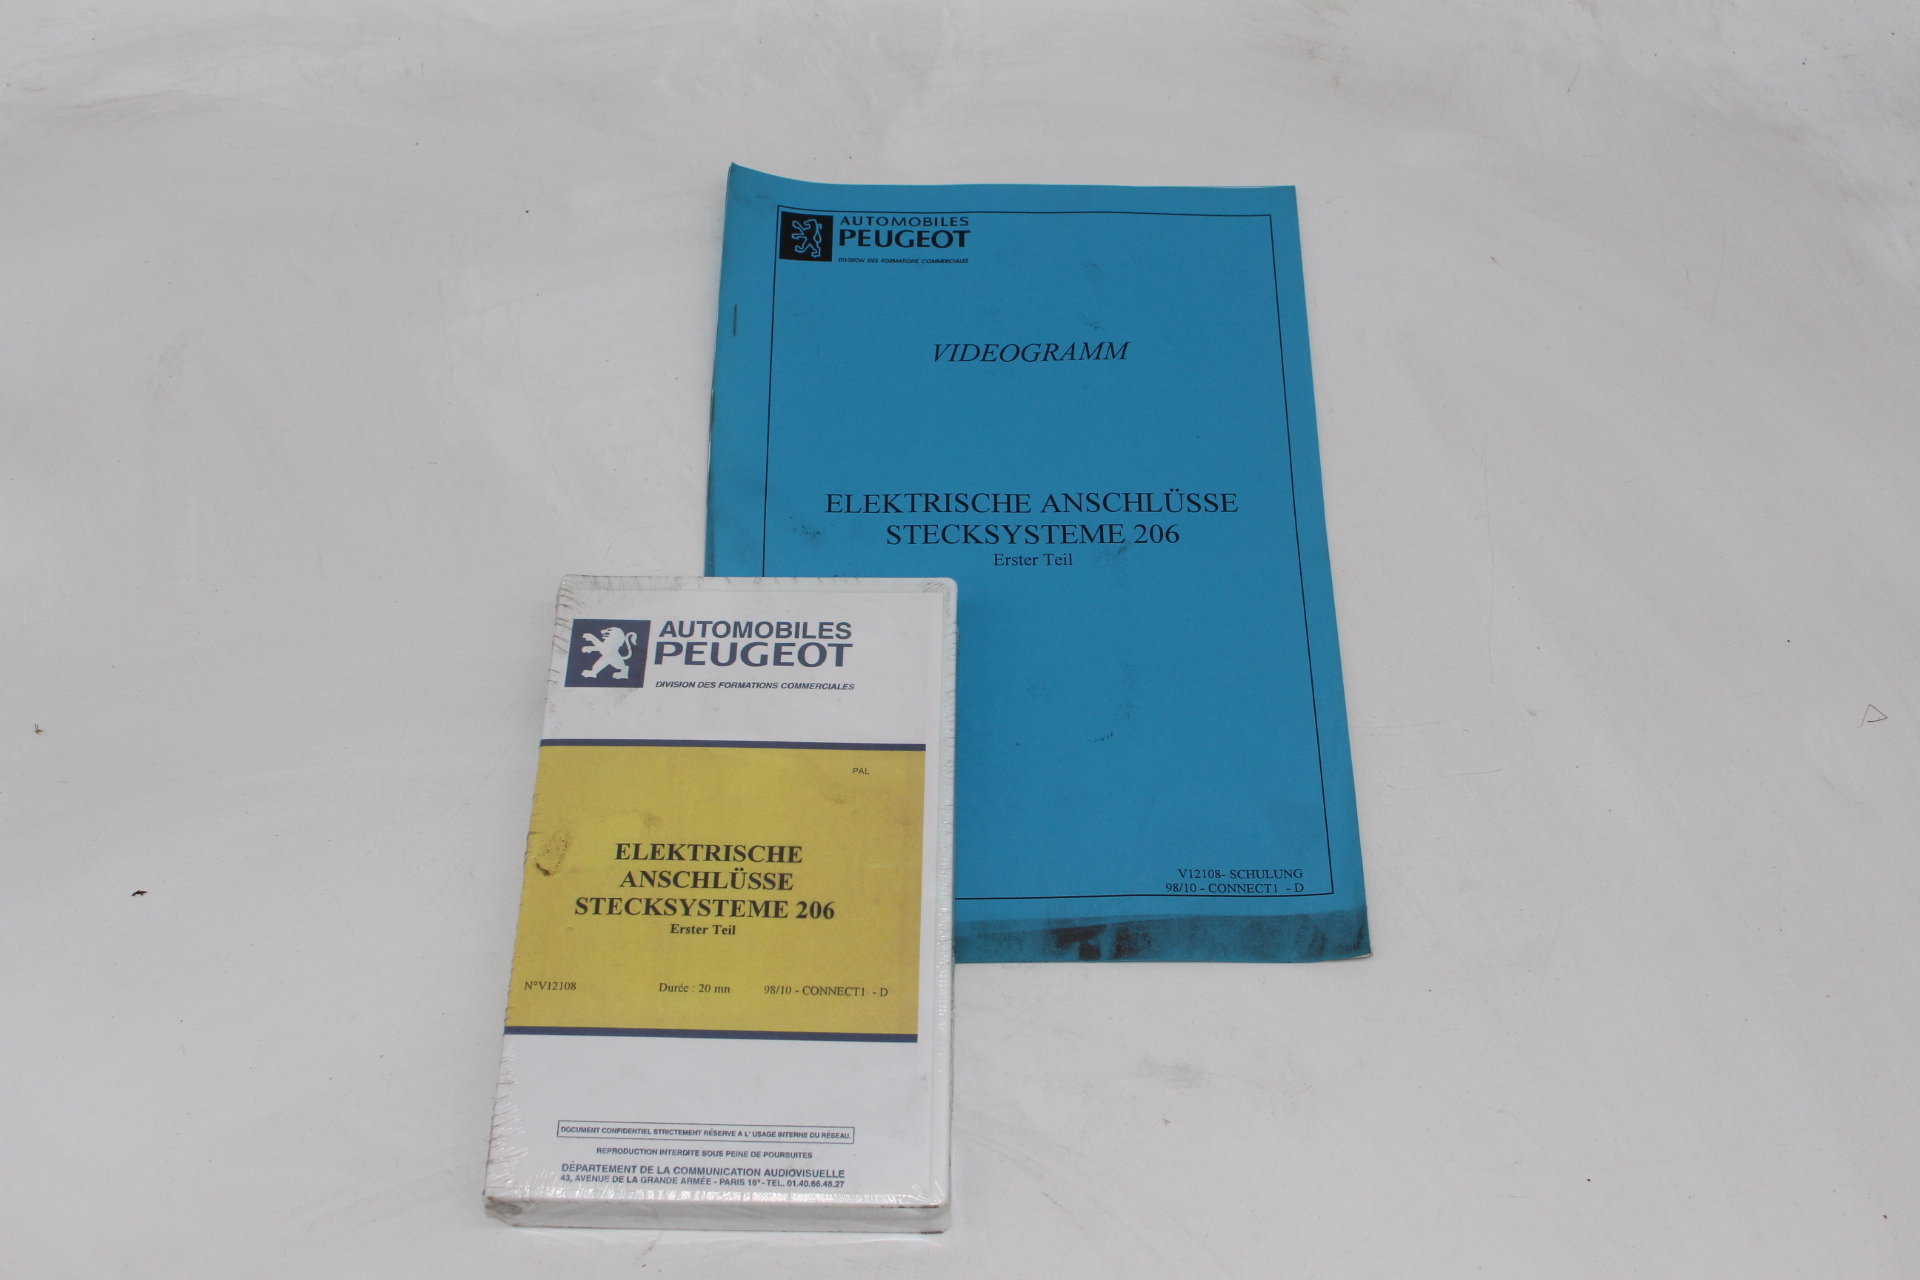 AUTOMOBILES
PEUGEOT
DIVISION DES FORMATIONS COMMERCIALES
VIDEOGRAMM
ELEKTRISCHE ANSCHLÜSSE
STECKSYSTEME 206
Erster Teil
V12108- SCHULUNG
98/10 - CONNECT1 - D
AUTOMOBILES
PEUGEOT
DIVISION DES FORMATIONS COMMERCIALES
PAL
ELEKTRISCHE
ANSCHLÜSSE
STECKSYSTEME 206
Erster Teil
N°V12108 Durée : 20 mn 98/10 - CONNECT1 - D
DOCUMENT CONFIDENTIEL STRICTEMENT RÉSERVE A L' USAGE INTERNE DU RÉSEAU.
REPRODUCTION INTERDITE SOUS PEINE DE POURSUITES
DÉPARTEMENT DE LA COMMUNICATION AUDIOVISUELLE
43, AVENUE DE LA GRANDE ARMÉE - PARIS 16e - TEL. 01.40.66.48.27